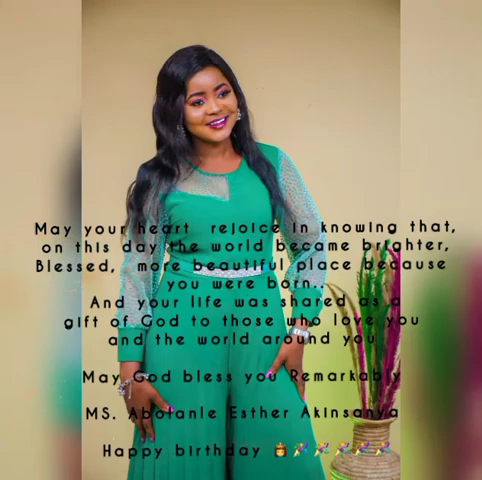 May your heart rejoice in knowing that,
on this day the world became brighter,
Blessed, more beautiful place because
you were born..
And your life was shared as a
gift of God to those who love you
and the world around you
May God bless you Remarkably
MS. Abolanle Esther Akinsanya
Happy birthday